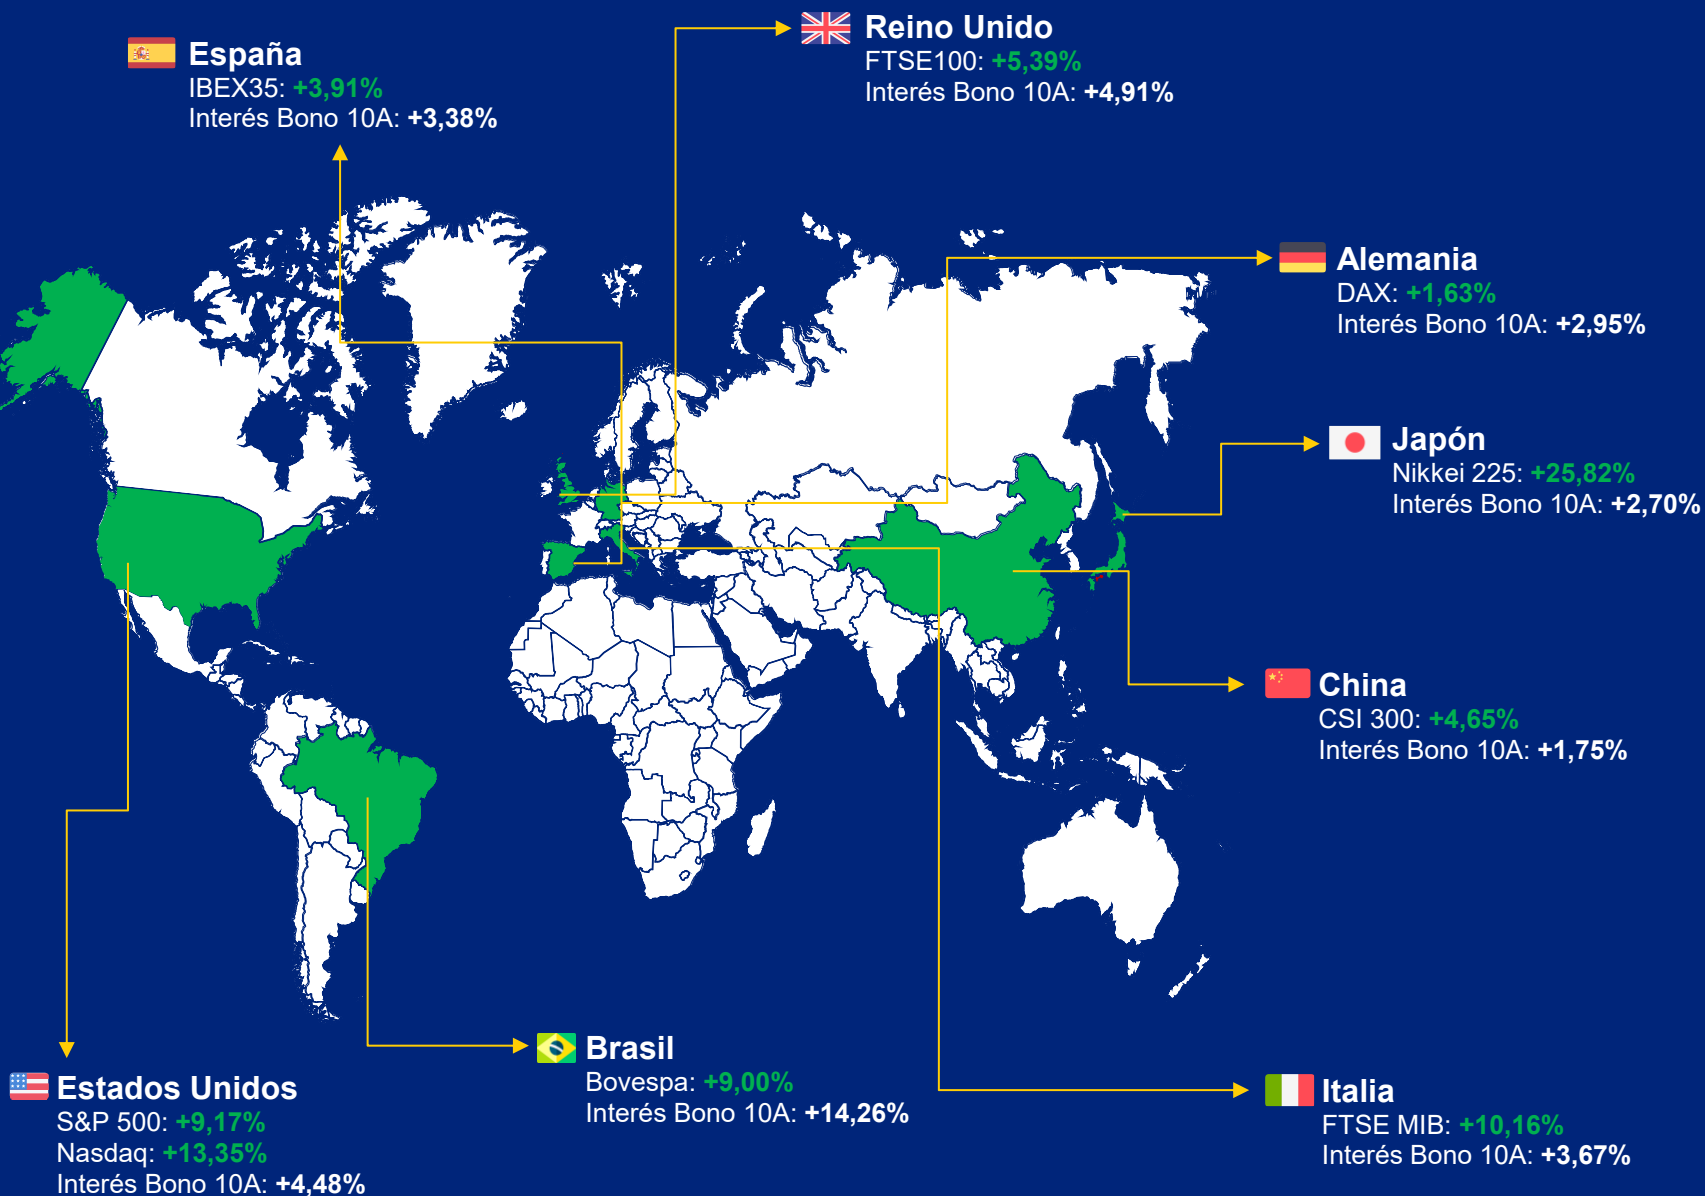 España
IBEX35: +3,91%
Interés Bono 10A: +3,38%
Reino Unido
FTSE100: +5,39%
Interés Bono 10A: +4,91%
Alemania
DAX: +1,63%
Interés Bono 10A: +2,95%
Japón
Nikkei 225: +25,82%
Interés Bono 10A: +2,70%
China
CSI 300: +4,65%
Interés Bono 10A: +1,75%
Brasil
Bovespa: +9,00%
Interés Bono 10A: +14,26%
Estados Unidos
S&P 500: +9,17%
Nasdaq: +13,35%
Interés Bono 10A: +4,48%
Italia
FTSE MIB: +10,16%
Interés Bono 10A: +3,67%